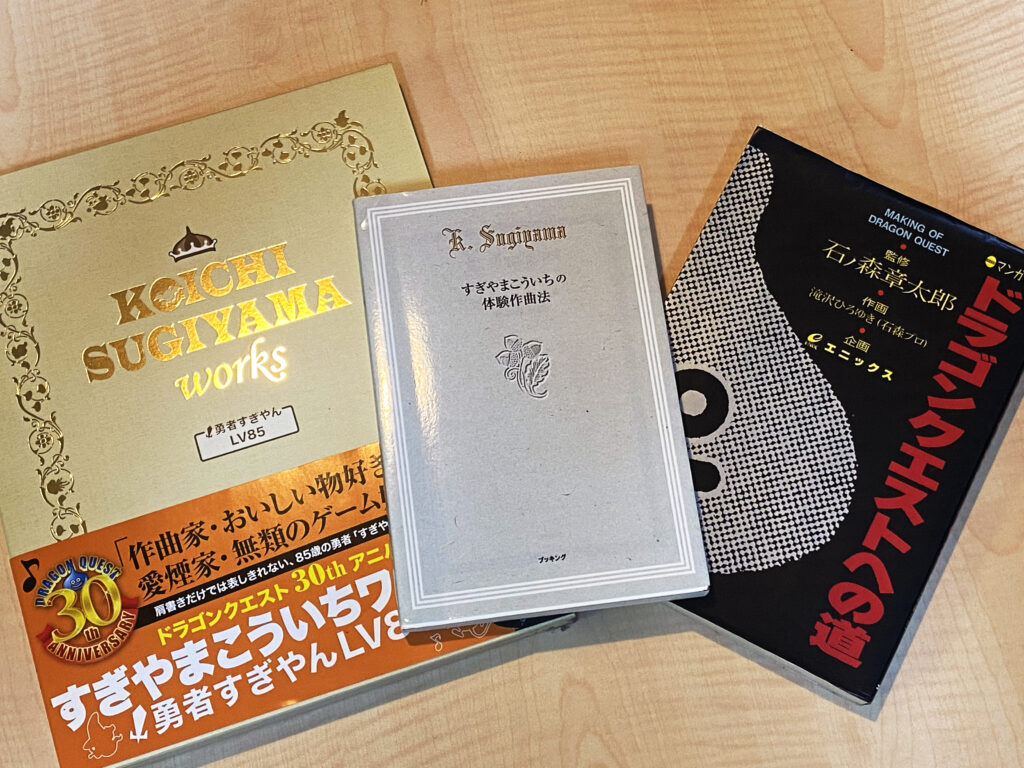 KOICHI
SUGIYAMA
works
勇者すぎやん
LV85
「作曲家・おいしい物好き
愛煙家・無類のゲーム
肩書きだけでは表しきれない、85歳の勇者「すぎや
ドラゴンクエスト 30th アニバ
すぎやまこういちワ
勇者すぎやんLV8
DRAGON QUEST
30
th
ANNIVERSARY
K. Sugiyama
すぎやまこういちの
体験作曲法
ブッキング
MAKING OF
DRAGON QUEST
監修
石ノ森章太郎
作画
滝沢ひろゆき(石森プロ)
企画
エニックス
マンガ
ドラゴンクエストへの道